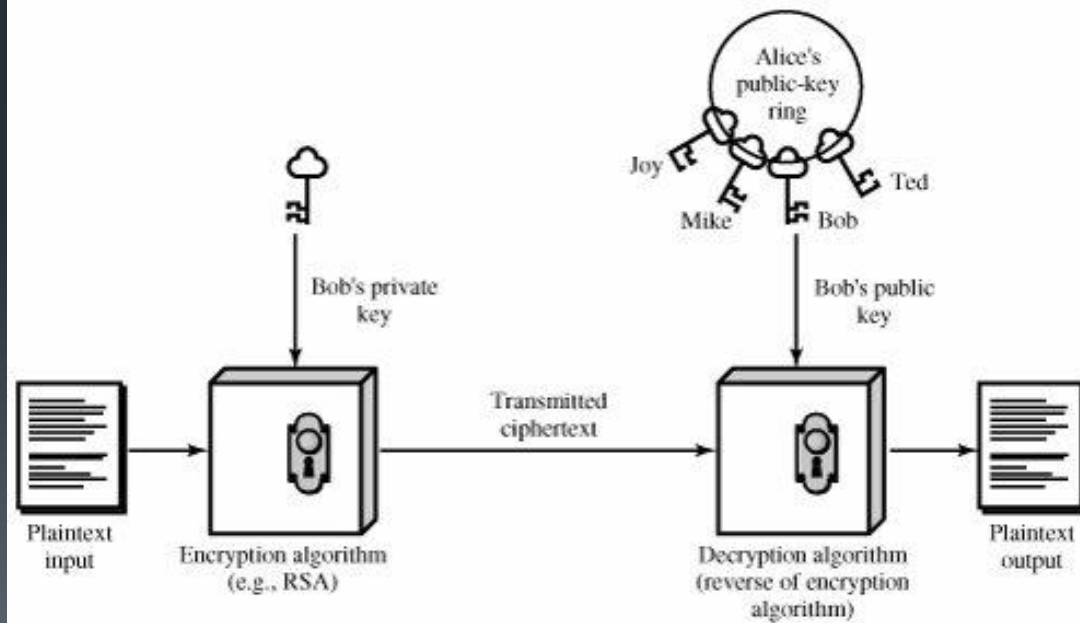 Alice's
public-key
ring
Joy
Mike
Bob
Ted
Bob's private
key
Bob's public
key
Transmitted
ciphertext
Plaintext
input
Encryption algorithm
(e.g., RSA)
Decryption algorithm
(reverse of encryption
algorithm)
Plaintext
output